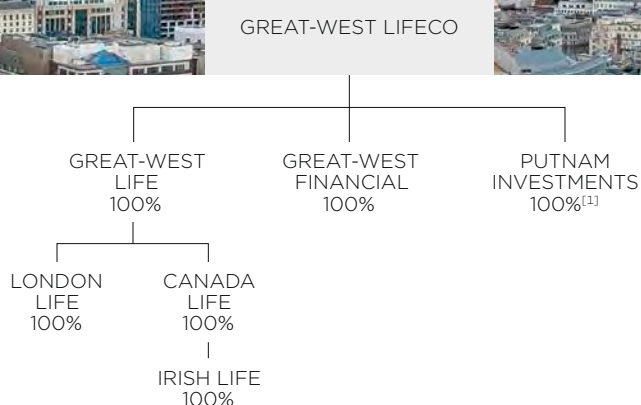 GREAT-WEST LIFECO
GREAT-WEST
LIFE
100%
GREAT-WEST
FINANCIAL
100%
PUTNAM
INVESTMENTS
100%[1]
LONDON
LIFE
100%
CANADA
LIFE
100%
IRISH LIFE
100%